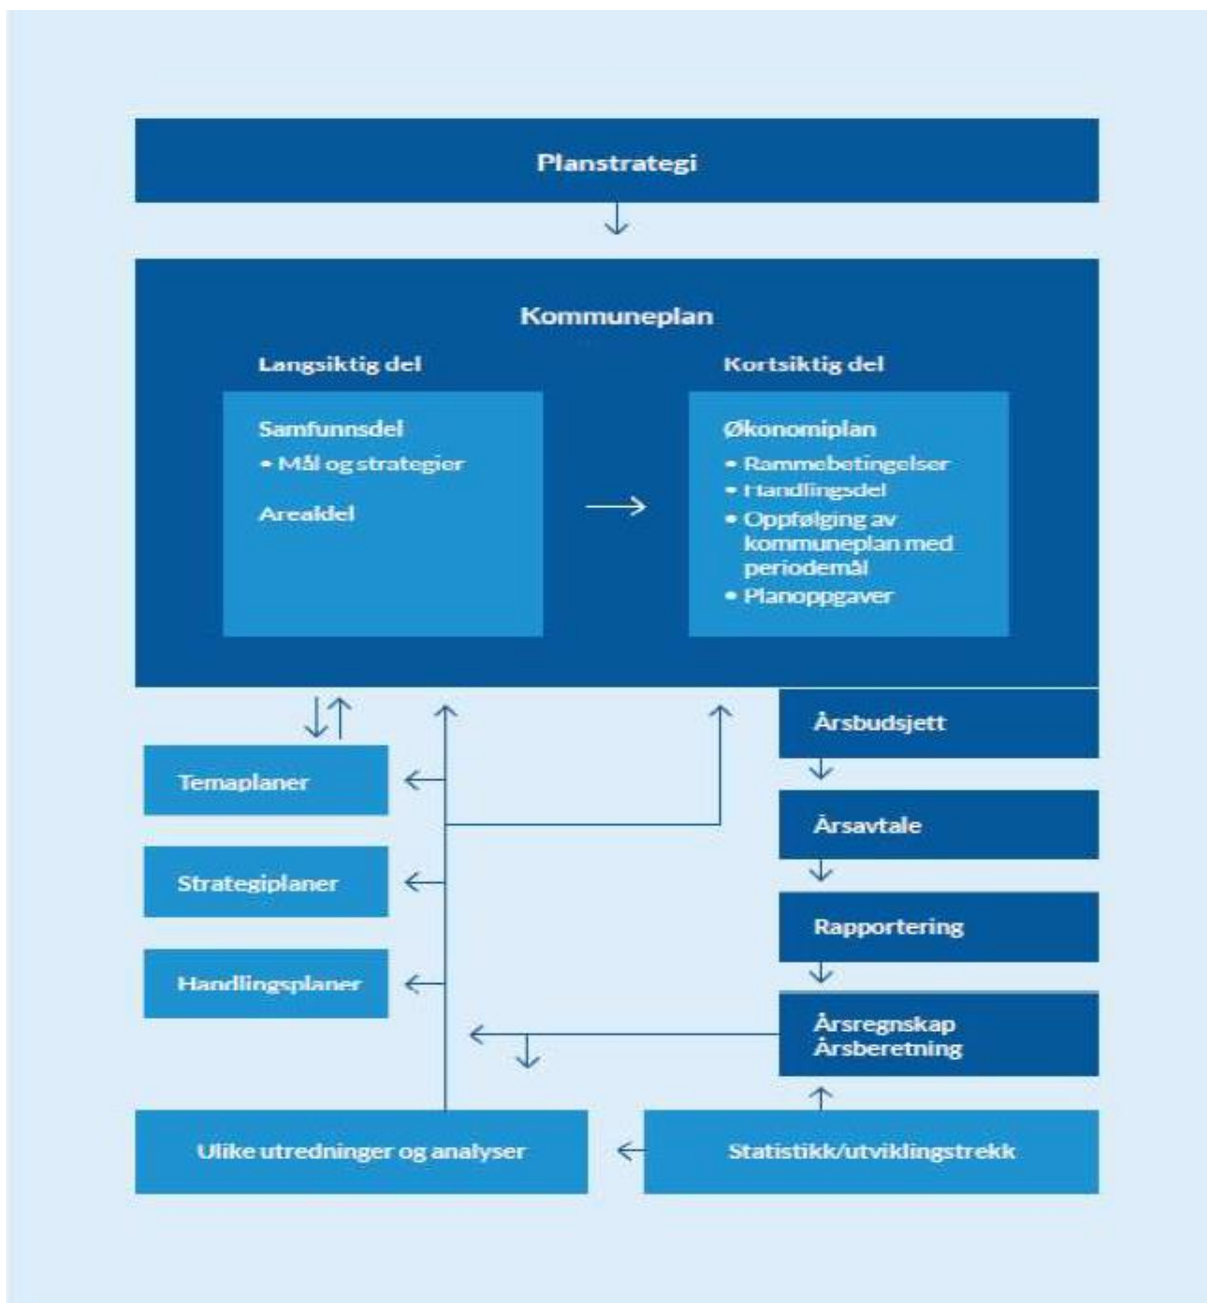 Planstrategi
Kommuneplan
Langsiktig del
Samfunnsdel
• Mål og strategier
Arealdel
Kortsiktig del
Økonomiplan
• Rammebetingelser
• Handlingsdel
• Oppfølging av
kommuneplan med
periodemål
• Planoppgaver
Temaplaner
Strategiplaner
Handlingsplaner
Årsbudsjett
Årsavtale
Rapportering
Årsregnskap
Årsberetning
Ulike utredninger og analyser
Statistikk/utviklingstrekk